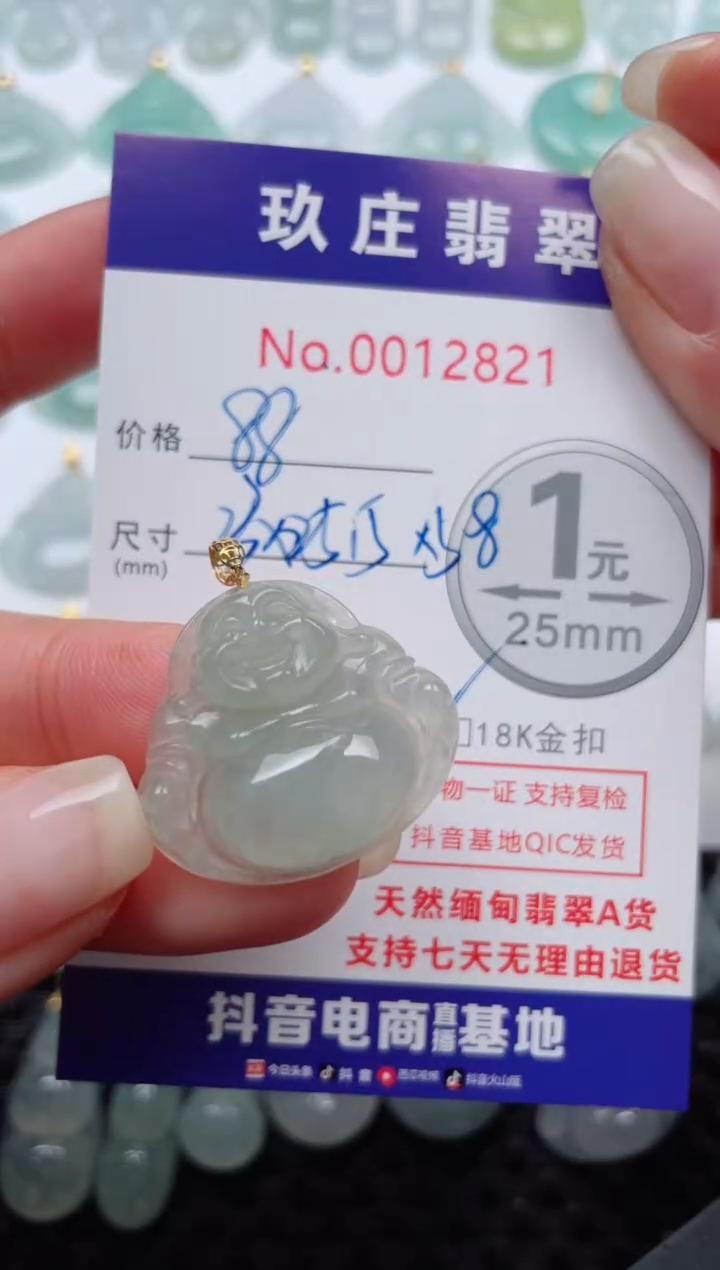 玖庄翡翠
No.0012821
价格 88
尺寸
(mm)
1元
25mm
□18K金扣
物一证 支持复检
抖音基地QIC发货
天然缅甸翡翠A货
支持七天无理由退货
抖音电商直播基地
今日头条 抖音 西瓜视频 抖音火山版